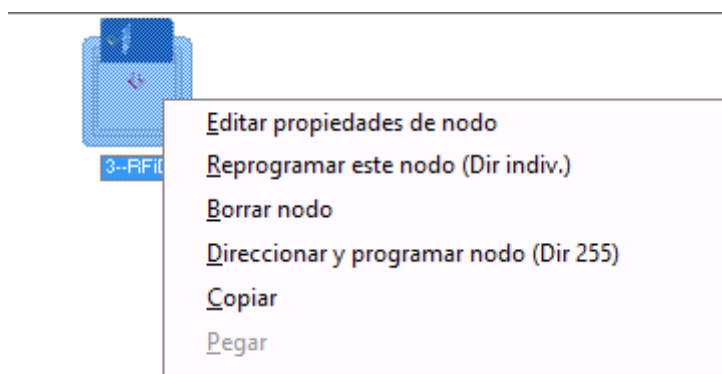 Editar propiedades de nodo
3--RFiD
Reprogramar este nodo (Dir indiv.)
Borrar nodo
Direccionar y programar nodo (Dir 255)
Copiar
Pegar